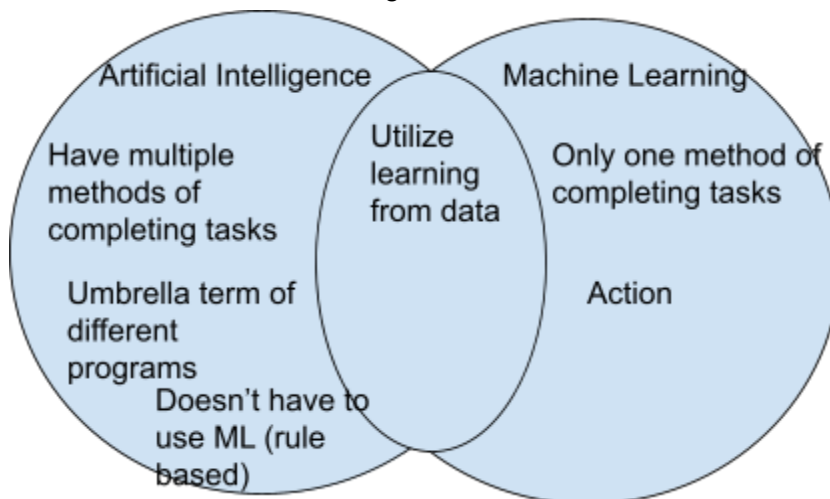 Artificial Intelligence
Have multiple
methods of
completing tasks
Umbrella term of
different
programs
Doesn't have to
use ML (rule
based)
Utilize
learning
from data
Machine Learning
Only one method of
completing tasks
Action